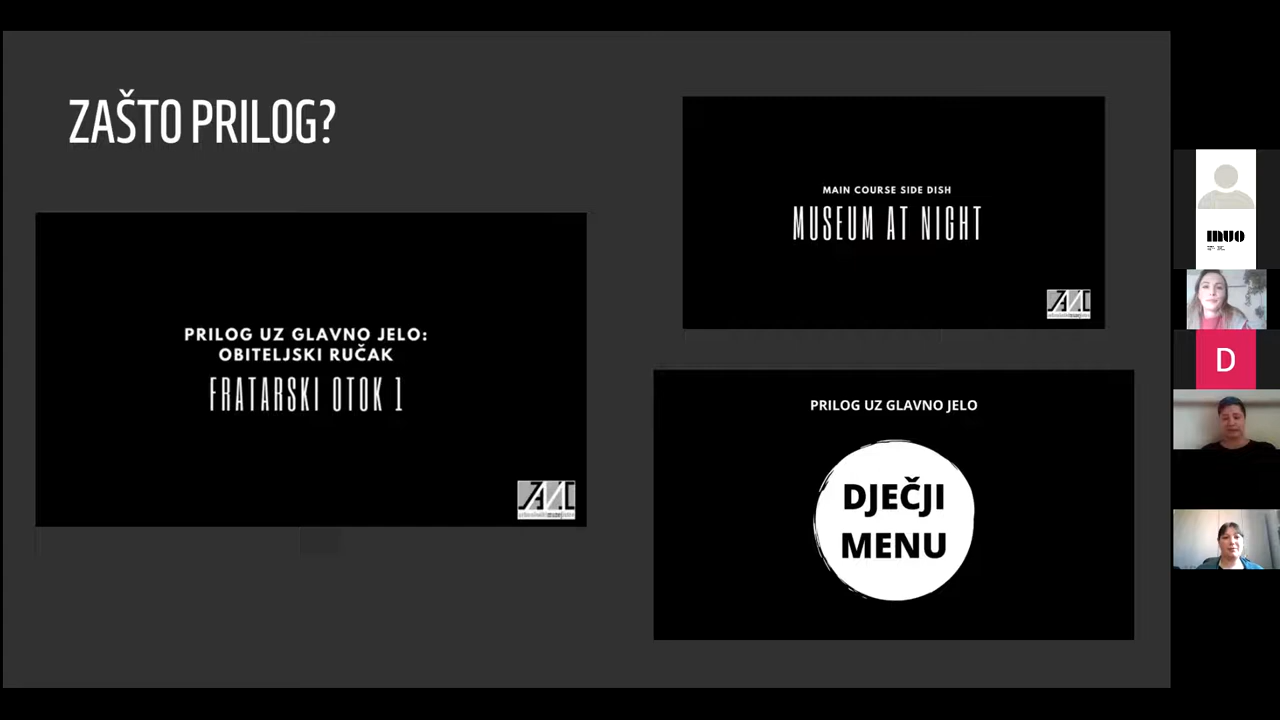 ZAŠTO PRILOG?
PRILOG UZ GLAVNO JELO:
OBITELJSKI RUČAK
FRATARSKI OTOK 1
MAIN COURSE SIDE DISH
MUSEUM AT NIGHT
PRILOG UZ GLAVNO JELO
DJEČJI
MENU
muo
D